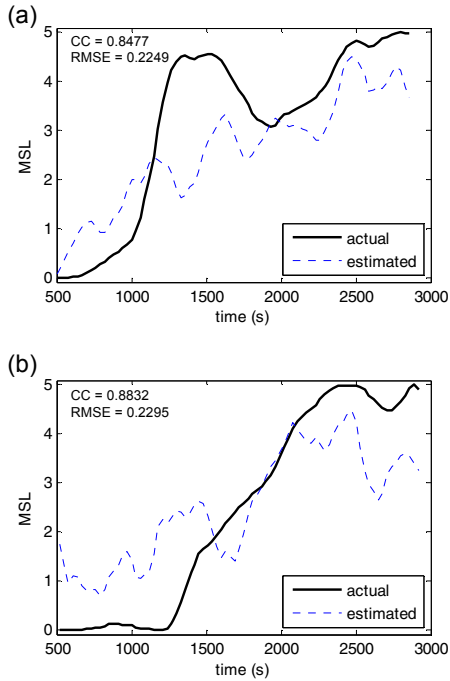 (a)
CC = 0.8477
RMSE = 0.2249
5
4
3
2
1
0
MSL
actual
estimated
500 1000 1500 2000 2500 3000
time (s)
(b)
CC = 0.8832
RMSE = 0.2295
5
4
3
2
1
0
MSL
actual
estimated
500 1000 1500 2000 2500 3000
time (s)